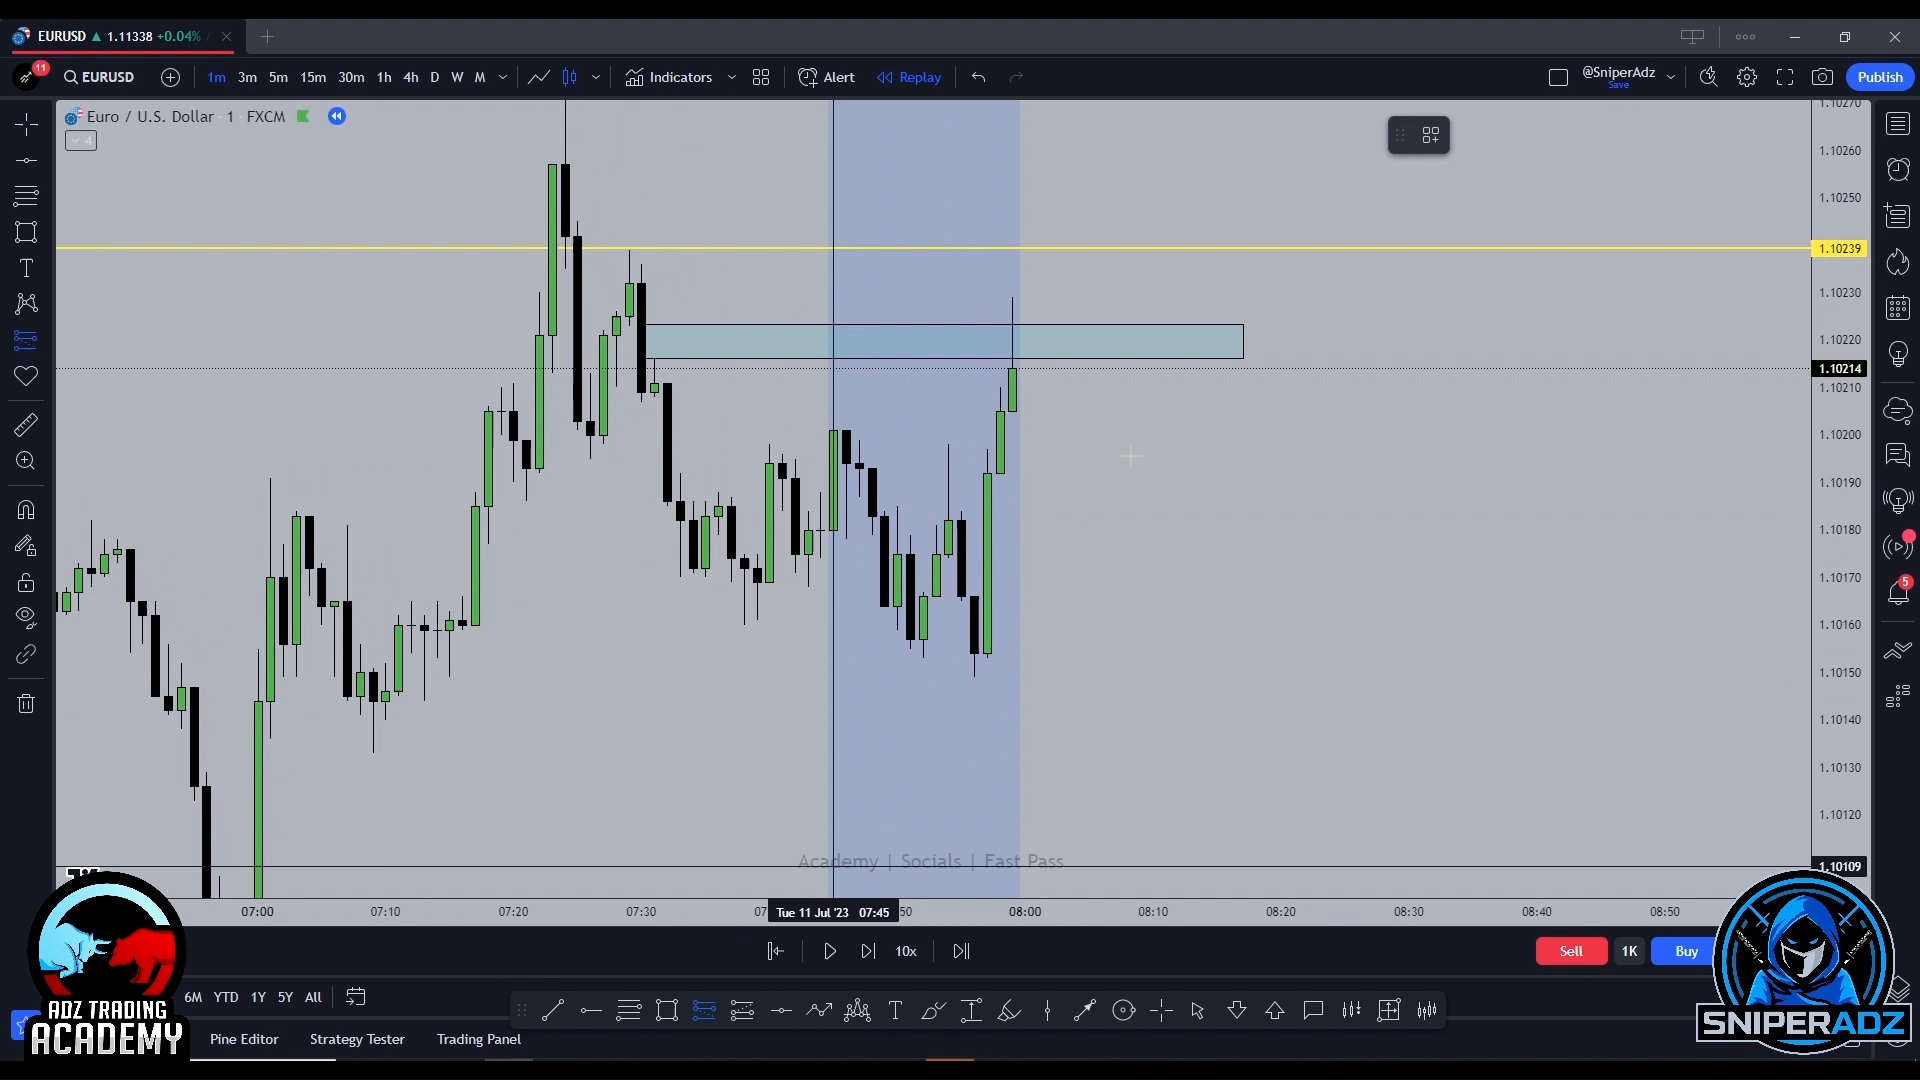 EURUSD ▲ 1.11338 +0.04% /
11
EURUSD 1m 3m 5m 15m 30m 1h 4h D W M Indicators Alert Replay @SniperAdz Publish
Save
Euro / U.S. Dollar · 1 · FXCM
4
1.10270
1.10260
1.10250
1.10239
1.10230
1.10220
1.10214
1.10210
1.10200
1.10190
1.10180
1.10170
1.10160
1.10150
1.10140
1.10130
1.10120
1.10109
5
Academy | Socials | Fast Pass
07:00 07:10 07:20 07:30 Tue 11 Jul '23 07:45 50 08:00 08:10 08:20 08:30 08:40 08:50
10x Sell 1K Buy
6M YTD 1Y 5Y All
ADZ TRADING
ACADEMY
SNIPERADZ
Pine Editor Strategy Tester Trading Panel